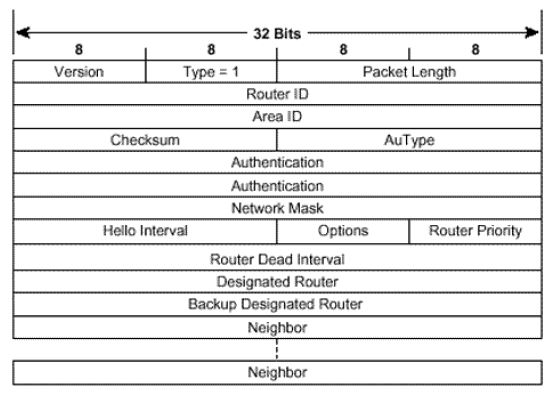 32 Bits
8 8 8 8
Version Type = 1 Packet Length
Router ID
Area ID
Checksum AuType
Authentication
Authentication
Network Mask
Hello Interval Options Router Priority
Router Dead Interval
Designated Router
Backup Designated Router
Neighbor
Neighbor